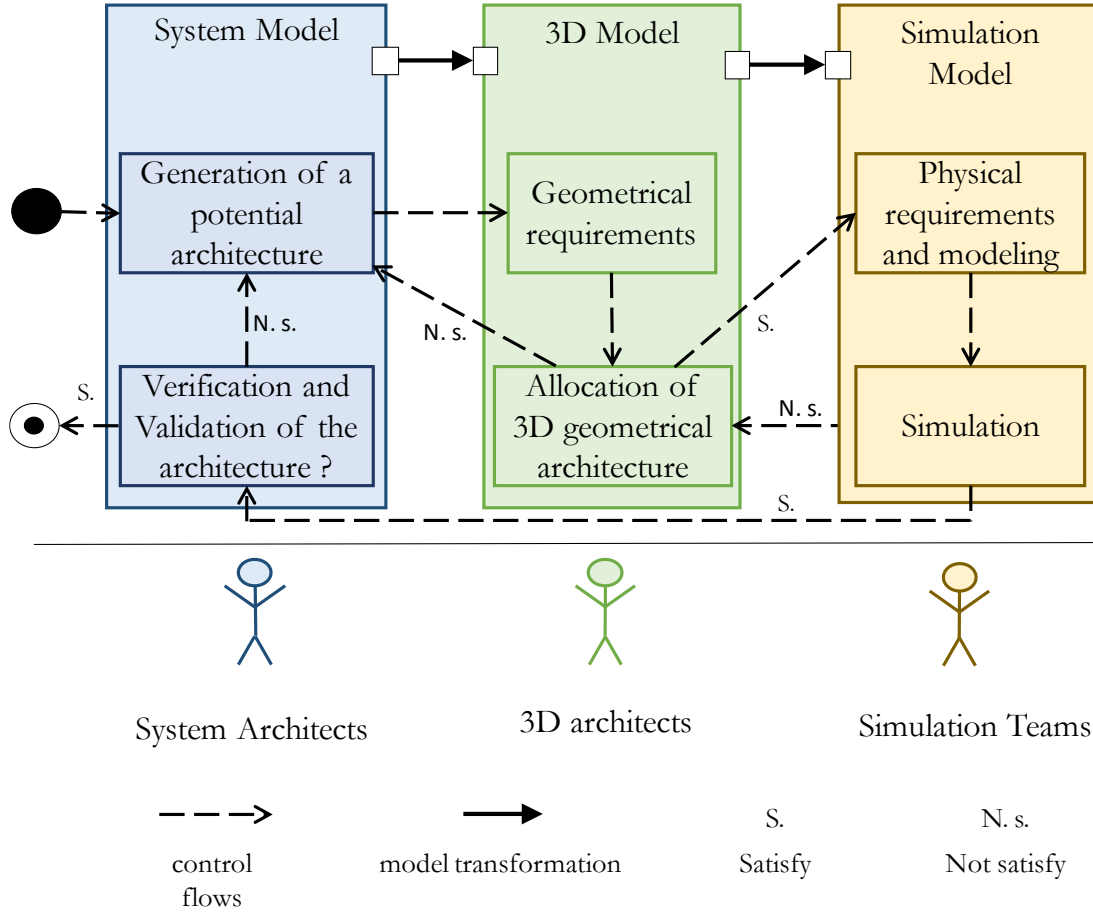 System Model
3D Model
Simulation
Model
Generation of a
potential
architecture
Geometrical
requirements
Physical
requirements
and modeling
N. s.
N. s.
S.
S.
Verification and
Validation of the
architecture ?
Allocation of
3D geometrical
architecture
N. s.
Simulation
S.
System Architects
3D architects
Simulation Teams
control
flows
model transformation
S.
Satisfy
N. s.
Not satisfy